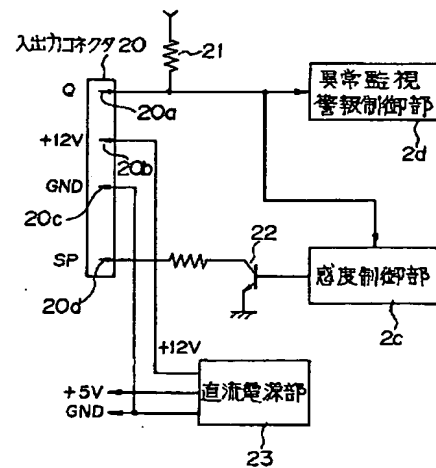 入出力コネクタ 20
21
Q
20a
異常監視
警報制御部
2d
+12V
20b
GND
20c
22
SP
20d
感度制御部
2c
+12V
+5V
直流電源部
GND
23